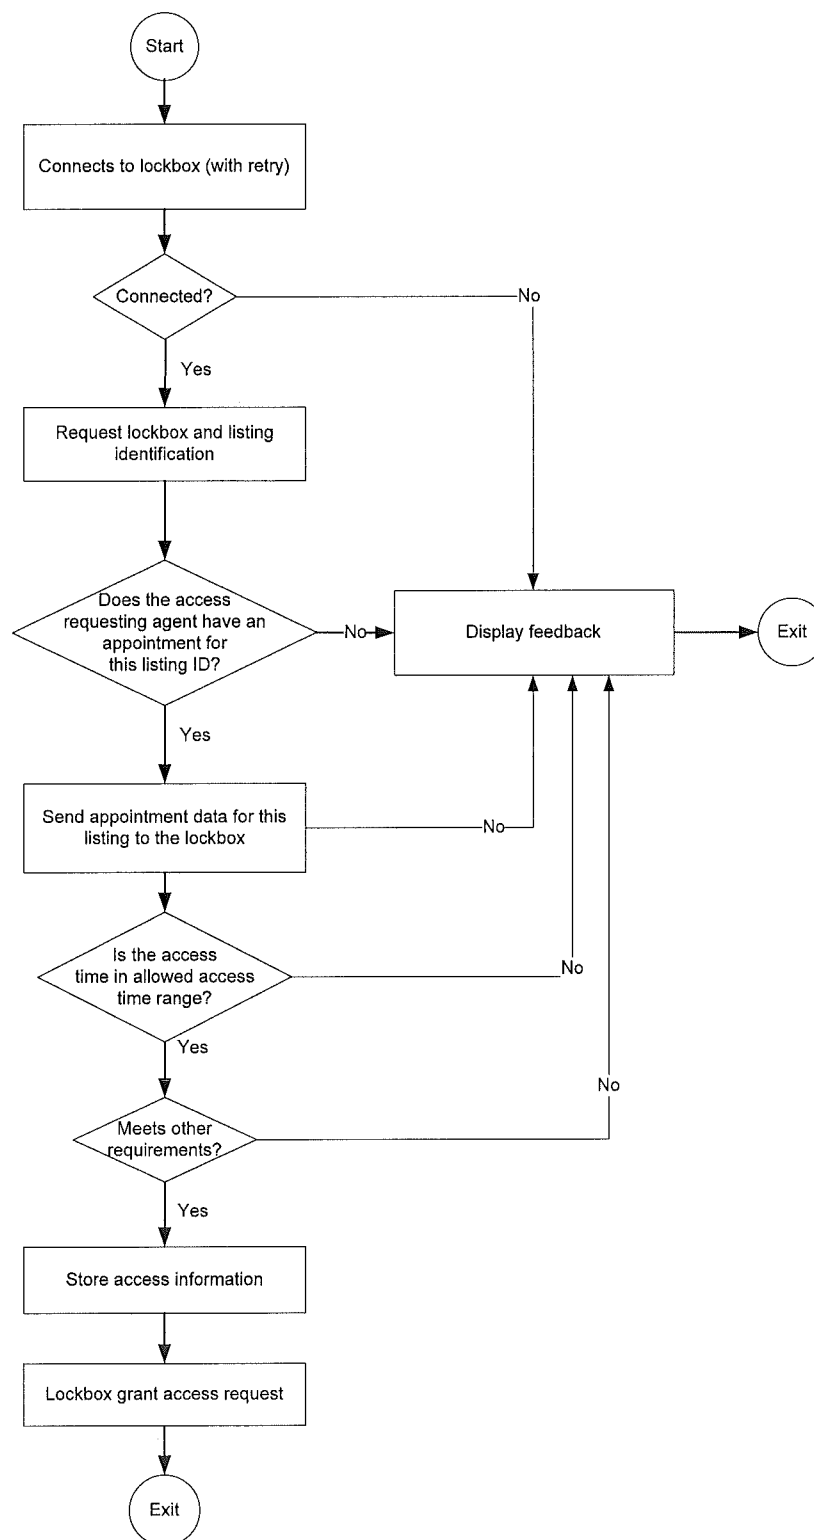 Start
Connects to lockbox (with retry)
Connected?
No
Yes
Request lockbox and listing
identification
Does the access
requesting agent have an
appointment for
this listing ID?
No
Display feedback
Exit
Yes
Send appointment data for this
listing to the lockbox
No
Is the access
time in allowed access
time range?
No
Yes
No
Meets other
requirements?
Yes
Store access information
Lockbox grant access request
Exit